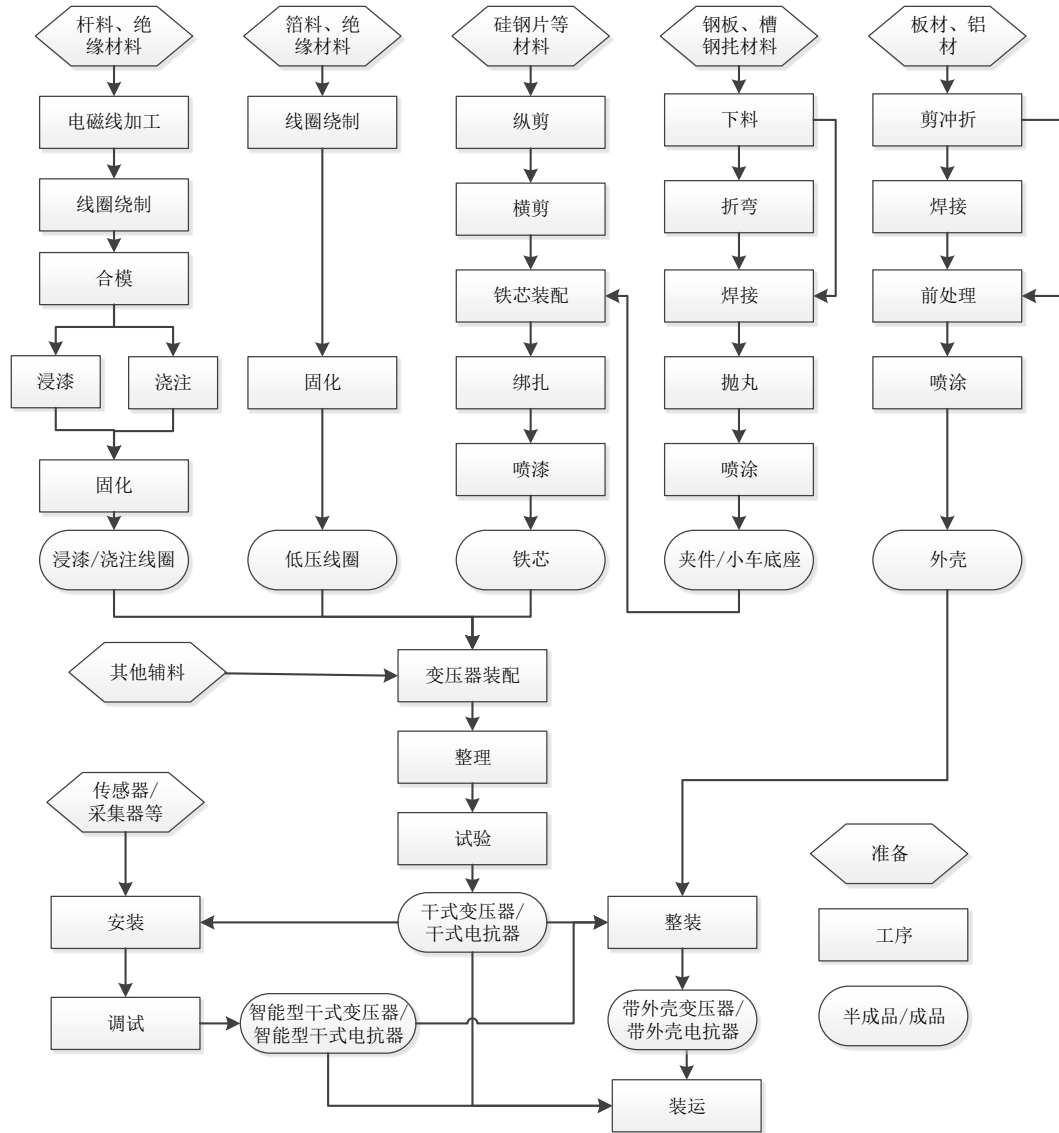 杆料、绝
缘材料
箔料、绝
缘材料
硅钢片等
材料
钢板、槽
钢托材料
板材、铝
材
电磁线加工
线圈绕制
纵剪
下料
剪冲折
线圈绕制
横剪
折弯
焊接
合模
铁芯装配
焊接
前处理
浸漆
浇注
固化
绑扎
抛丸
喷涂
固化
喷漆
喷涂
浸漆/浇注线圈
低压线圈
铁芯
夹件/小车底座
外壳
其他辅料
变压器装配
整理
传感器/
采集器等
试验
准备
安装
干式变压器/
干式电抗器
整装
工序
调试
智能型干式变压器/
智能型干式电抗器
带外壳变压器/
带外壳电抗器
半成品/成品
装运